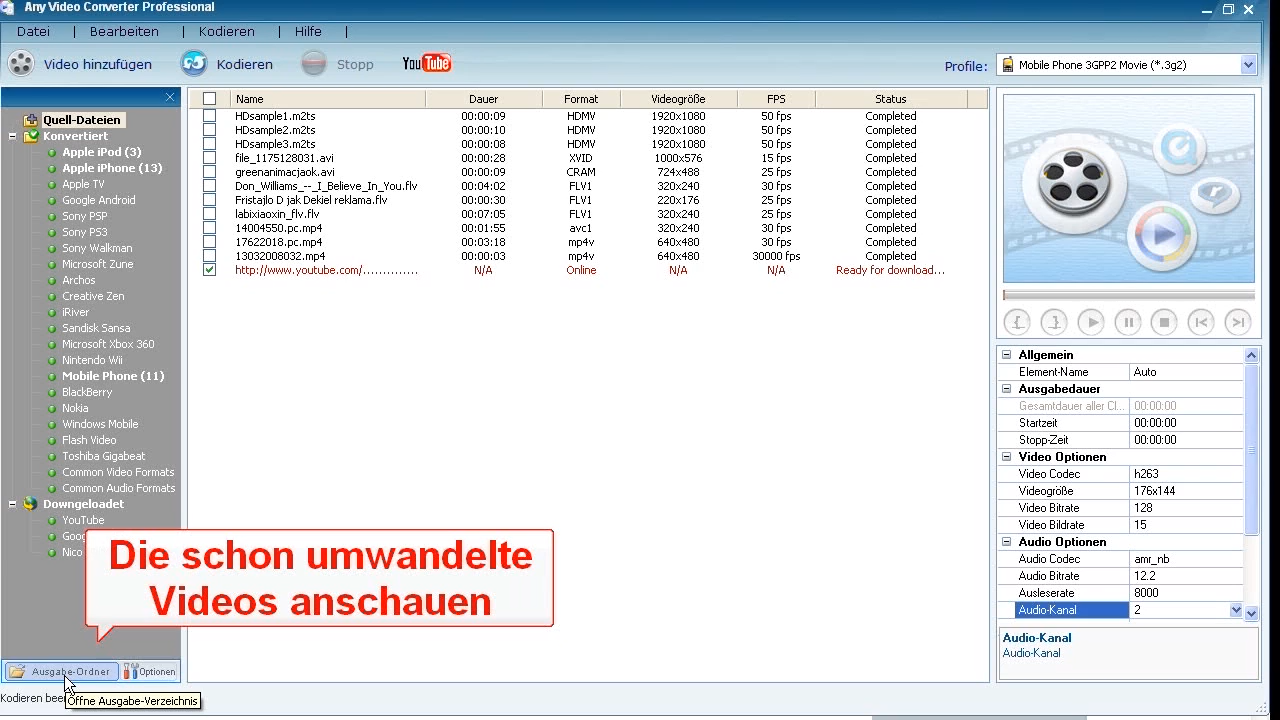 Any Video Converter Professional
Datei | Bearbeiten | Kodieren | Hilfe |
Video hinzufügen Kodieren Stopp YouTube
Profile: Mobile Phone 3GPP2 Movie (*.3g2)
Quell-Dateien
Konvertiert
Apple iPod (3)
Apple iPhone (13)
Apple TV
Google Android
Sony PSP
Sony PS3
Sony Walkman
Microsoft Zune
Archos
Creative Zen
iRiver
Sandisk Sansa
Microsoft Xbox 360
Nintendo Wii
Mobile Phone (11)
BlackBerry
Nokia
Windows Mobile
Flash Video
Toshiba Gigabeat
Common Video Formats
Common Audio Formats
Downgeloadet
YouTube
Nico
Die schon umwandelte
Videos anschauen
Ausgabe-Ordner Optionen
Kodieren
Öffne Ausgabe-Verzeichnis
Name Dauer Format Videogröße FPS Status
HDsample1.m2ts 00:00:09 HDMV 1920x1080 50 fps Completed
HDsample2.m2ts 00:00:10 HDMV 1920x1080 50 fps Completed
HDsample3.m2ts 00:00:08 HDMV 1920x1080 50 fps Completed
file_1175128031.avi 00:00:28 XVID 1000x576 15 fps Completed
greenanimacjaok.avi 00:00:09 CRAM 724x488 25 fps Completed
Don_Williams_--_I_Believe_In_You.flv 00:04:02 FLV1 320x240 30 fps Completed
Fristajlo D jak Dekiel reklama.flv 00:00:30 FLV1 220x176 25 fps Completed
labixiaoxin_flv.flv 00:07:05 FLV1 320x240 25 fps Completed
14004550.pc.mp4 00:01:55 avc1 320x240 25 fps Completed
17622018.pc.mp4 00:03:18 mp4v 640x480 30 fps Completed
13032008032.mp4 00:00:03 mp4v 640x480 30000 fps Completed
http://www.youtube.com/.............. N/A Online N/A N/A Ready for download...
Allgemein
Element-Name Auto
Ausgabedauer
Gesamtdauer aller Cl... 00:00:00
Startzeit 00:00:00
Stopp-Zeit 00:00:00
Video Optionen
Video Codec h263
Videogröße 176x144
Video Bitrate 128
Video Bildrate 15
Audio Optionen
Audio Codec amr_nb
Audio Bitrate 12.2
Ausleserate 8000
Audio-Kanal 2
Audio-Kanal
Audio-Kanal